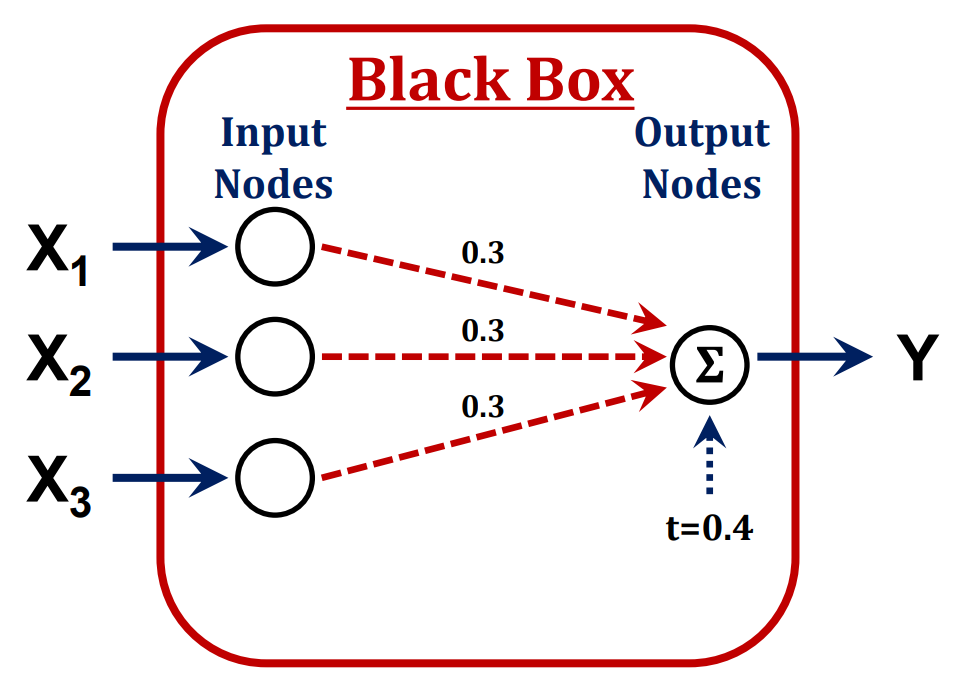 Black Box
Input
Nodes
Output
Nodes
X1
0.3
X2
0.3
Σ
Y
0.3
X3
t=0.4